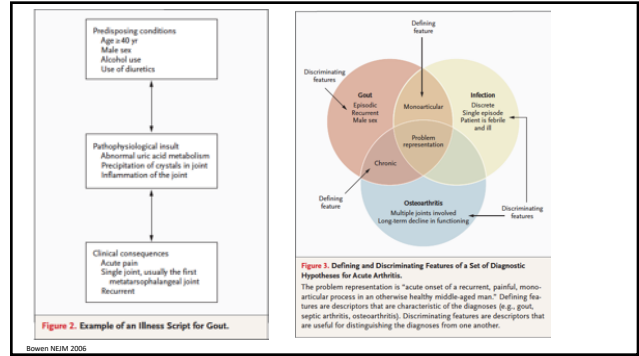 Predisposing conditions
Age ≥40 yr
Male sex
Alcohol use
Use of diuretics
Pathophysiological insult
Abnormal uric acid metabolism
Precipitation of crystals in joint
Inflammation of the joint
Clinical consequences
Acute pain
Single joint, usually the first
metatarsophalangeal joint
Recurrent
Figure 2. Example of an Illness Script for Gout.
Defining
feature
Discriminating
features
Gout
Episodic
Recurrent
Male sex
Monoarticular
Infection
Discrete
Single episode
Patient is febrile
and ill
Problem
representation
Chronic
Defining
feature
Osteoarthritis
Multiple joints involved
Long-term decline in functioning
Discriminating
features
Figure 3. Defining and Discriminating Features of a Set of Diagnostic
Hypotheses for Acute Arthritis.
The problem representation is "acute onset of a recurrent, painful, mono-
articular process in an otherwise healthy middle-aged man." Defining fea-
tures are descriptors that are characteristic of the diagnoses (e.g., gout,
septic arthritis, osteoarthritis). Discriminating features are descriptors that
are useful for distinguishing the diagnoses from one another.
Bowen NEJM 2006